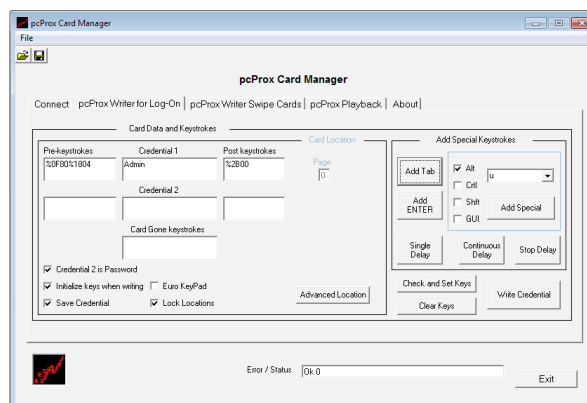 pcProx Card Manager
File
pcProx Card Manager
Connect pcProx Writer for Log-On pcProx Writer Swipe Cards pcProx Playback About
Card Data and Keystrokes
Card Location
Add Special Keystrokes
Pre-keystrokes Credential 1 Post keystrokes
Page
%0F80%1804 Admin %2B00
0
Credential 2
Card Gone keystrokes
Add Tab
Alt
u
Crtl
Add ENTER
Shift
Add Special
GUI
Single Delay
Continuous Delay
Stop Delay
Credential 2 is Password
Initialize keys when writing Euro KeyPad
Save Credential Lock Locations
Advanced Location
Check and Set Keys
Clear Keys
Write Credential
Error / Status Ok 0
Exit